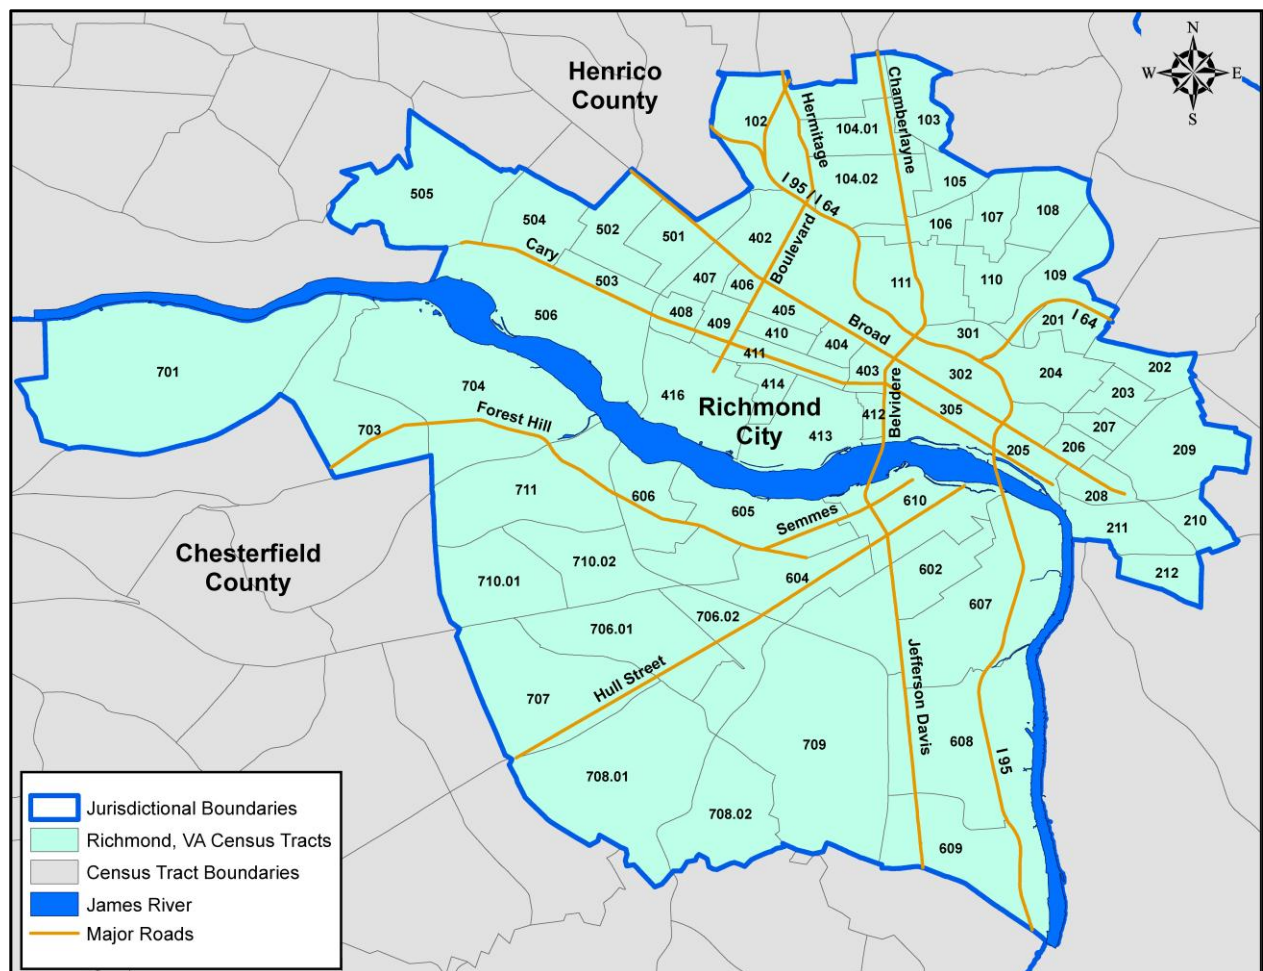 Henrico
County
N
W
E
S
Chamberlayne
Hermitage
102
103
104.01
104.02
105
I 95 / I 64
505
504
502
501
402
106
107
108
Cary
Boulevard
503
407
406
111
110
109
506
408
409
405
410
404
Broad
301
201
I 64
411
403
302
204
202
203
701
704
416
414
412
Belvidere
305
207
Richmond
City
413
Forest Hill
703
205
206
209
711
606
605
Semmes
610
208
211
210
Chesterfield
County
710.01
710.02
604
602
607
212
706.01
706.02
Hull Street
Jefferson Davis
707
709
608
I 95
708.01
708.02
609
Jurisdictional Boundaries
Richmond, VA Census Tracts
Census Tract Boundaries
James River
Major Roads